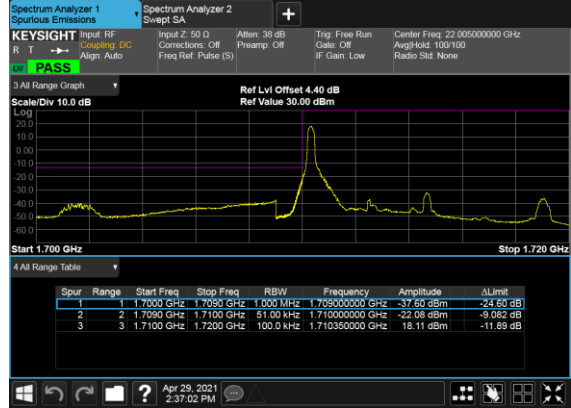 Spectrum Analyzer 1
Spurious Emissions
Spectrum Analyzer 2
Swept SA
KEYSIGHT
R T
PASS
Input: RF
Coupling: DC
Align: Auto
Input Z: 50 Ω
Corrections: Off
Freq Ref: Pulse (S)
Atten: 38 dB
Preamp: Off
Trig: Free Run
Gate: Off
IF Gain: Low
Center Freq: 22.005000000 GHz
Avg|Hold: 100/100
Radio Std: None
3 All Range Graph
Scale/Div 10.0 dB
Ref Lvl Offset 4.40 dB
Ref Value 30.00 dBm
Log
20.0
10.0
0.00
-10.0
-20.0
-30.0
-40.0
-50.0
-60.0
Start 1.700 GHz
Stop 1.720 GHz
4 All Range Table
Spur Range Start Freq Stop Freq RBW Frequency Amplitude ΔLimit
1 1 1.7000 GHz 1.7090 GHz 1.000 MHz 1.709000000 GHz -37.60 dBm -24.60 dB
2 2 1.7090 GHz 1.7100 GHz 51.00 kHz 1.710000000 GHz -22.08 dBm -9.082 dB
3 3 1.7100 GHz 1.7200 GHz 100.0 kHz 1.710350000 GHz 18.11 dBm -11.89 dB
Apr 29, 2021
2:37:02 PM